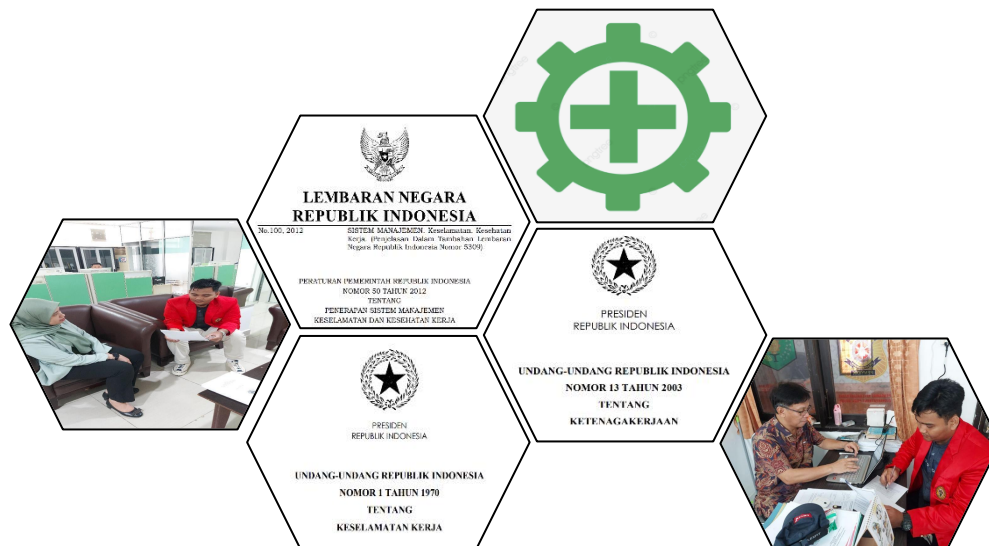 LEMBARAN NEGARA
REPUBLIK INDONESIA
No.100, 2012
SISTEM MANAJEMEN. Keselamatan. Kesehatan
Kerja. (Penjelasan Dalam Tambahan Lembaran
Negara Republik Indonesia Nomor 5309)
PERATURAN PEMERINTAH REPUBLIK INDONESIA
NOMOR 50 TAHUN 2012
TENTANG
PENERAPAN SISTEM MANAJEMEN
KESELAMATAN DAN KESEHATAN KERJA
PRESIDEN
REPUBLIK INDONESIA
UNDANG-UNDANG REPUBLIK INDONESIA
NOMOR 13 TAHUN 2003
TENTANG
KETENAGAKERJAAN
PRESIDEN
REPUBLIK INDONESIA
UNDANG-UNDANG REPUBLIK INDONESIA
NOMOR 1 TAHUN 1970
TENTANG
KESELAMATAN KERJA